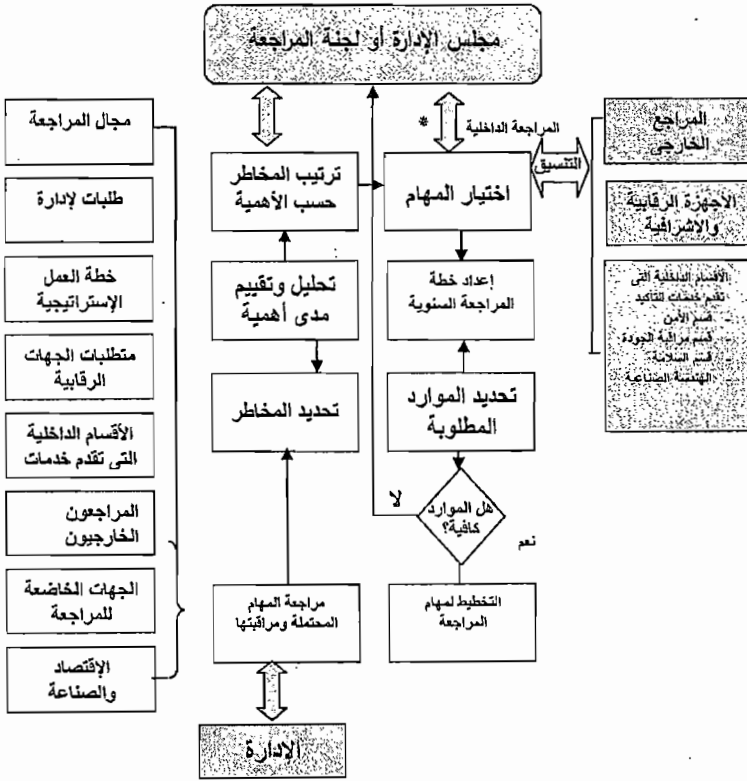 مجلس الإدارة أو لجنة المراجعة
المراجعة الداخلية
*
مجال المراجعة
طلبات لإدارة
خطة العمل
الإستراتيجية
متطلبات الجهات
الرقابية
الأقسام الداخلية
التى تقدم خدمات
المراجعون
الخارجيون
الجهات الخاضعة
للمراجعة
الإقتصاد
والصناعة
ترتيب المخاطر
حسب الأهمية
تحليل وتقييم
مدى أهمية
تحديد المخاطر
مراجعة المهام
المحتملة ومراقبتها
الإدارة
اختيار المهام
إعداد خطة
المراجعة السنوية
تحديد الموارد
المطلوبة
هل الموارد
كافية؟
لا
نعم
التخطيط لمهام
المراجعة
التنسيق
المراجع
الخارجى
الأجهزة الرقابية
والإشرافية
الأقسام الداخلية التى
تقدم خدمات للتأكيد
- قسم الأمن
- قسم مراقبة الجودة
- قسم السلامة
- الهندسة الصناعية